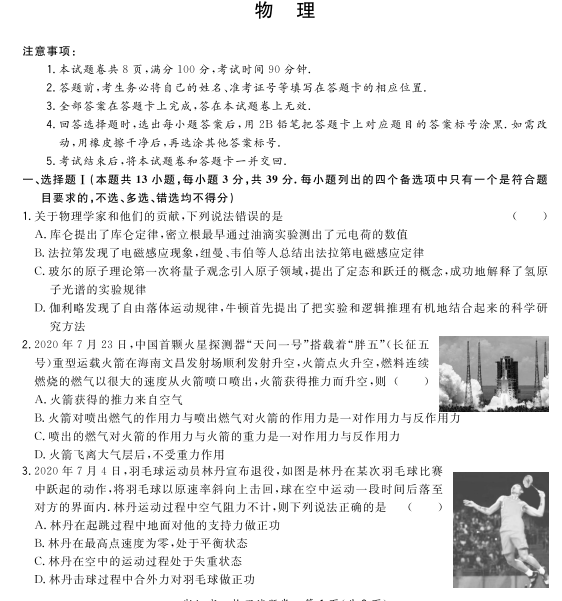 物 理
注意事项：
1. 本试题卷共 8 页,满分 100 分,考试时间 90 分钟.
2. 答题前,考生务必将自己的姓名、准考证号等填写在答题卡的相应位置.
3. 全部答案在答题卡上完成,答在本试题卷上无效.
4. 回答选择题时,选出每小题答案后,用 2B 铅笔把答题卡上对应题目的答案标号涂黑.如需改
动,用橡皮擦干净后,再选涂其他答案标号.
5. 考试结束后,将本试题卷和答题卡一并交回.
一、选择题Ⅰ(本题共 13 小题,每小题 3 分,共 39 分. 每小题列出的四个备选项中只有一个是符合题
目要求的,不选、多选、错选均不得分)
1. 关于物理学家和他们的贡献,下列说法错误的是 ( )
A. 库仑提出了库仑定律,密立根最早通过油滴实验测出了元电荷的数值
B. 法拉第发现了电磁感应现象,纽曼、韦伯等人总结出法拉第电磁感应定律
C. 玻尔的原子理论第一次将量子观念引入原子领域,提出了定态和跃迁的概念,成功地解释了氢原
子光谱的实验规律
D. 伽利略发现了自由落体运动规律,牛顿首先提出了把实验和逻辑推理有机地结合起来的科学研
究方法
2. 2020 年 7 月 23 日,中国首颗火星探测器“天问一号”搭载着“胖五”(长征五
号)重型运载火箭在海南文昌发射场顺利发射升空,火箭点火升空,燃料连续
燃烧的燃气以很大的速度从火箭喷口喷出,火箭获得推力而升空,则 ( )
A. 火箭获得的推力来自空气
B. 火箭对喷出燃气的作用力与喷出燃气对火箭的作用力是一对作用力与反作用力
C. 喷出的燃气对火箭的作用力与火箭的重力是一对作用力与反作用力
D. 火箭飞离大气层后,不受重力作用
3. 2020 年 7 月 4 日,羽毛球运动员林丹宣布退役,如图是林丹在某次羽毛球比赛
中跃起的动作,将羽毛球以原速率斜向上击回,球在空中运动一段时间后落至
对方的界面内.林丹运动过程中空气阻力不计,则下列说法正确的是 ( )
A. 林丹在起跳过程中地面对他的支持力做正功
B. 林丹在最高点速度为零,处于平衡状态
C. 林丹在空中的运动过程处于失重状态
D. 林丹击球过程中合外力对羽毛球做正功